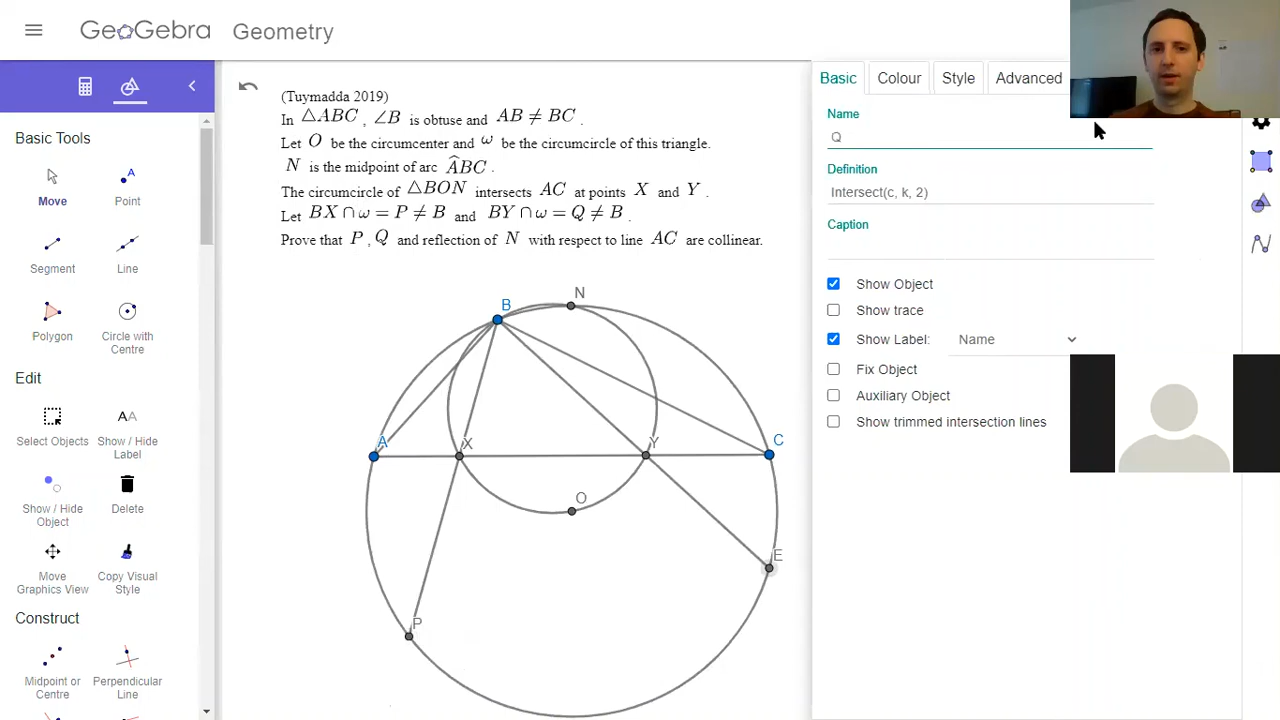 GeoGebra Geometry
Basic Colour Style Advanced
Basic Tools
Move
Point
Segment
Line
Polygon
Circle with
Centre
Edit
Select Objects
AA
Show / Hide
Label
Show / Hide
Object
Delete
Move
Graphics View
Copy Visual
Style
Construct
Midpoint or
Centre
Perpendicular
Line
(Tuymadda 2019)
In △ABC , ∠B is obtuse and AB ≠ BC .
Let O be the circumcenter and ω be the circumcircle of this triangle.
N is the midpoint of arc A͡BC .
The circumcircle of △BON intersects AC at points X and Y .
Let BX ∩ ω = P ≠ B and BY ∩ ω = Q ≠ B .
Prove that P , Q and reflection of N with respect to line AC are collinear.
N
B
A
X
Y
C
O
E
P
Name
Q
Definition
Intersect(c, k, 2)
Caption
Show Object
Show trace
Show Label: Name
Fix Object
Auxiliary Object
Show trimmed intersection lines